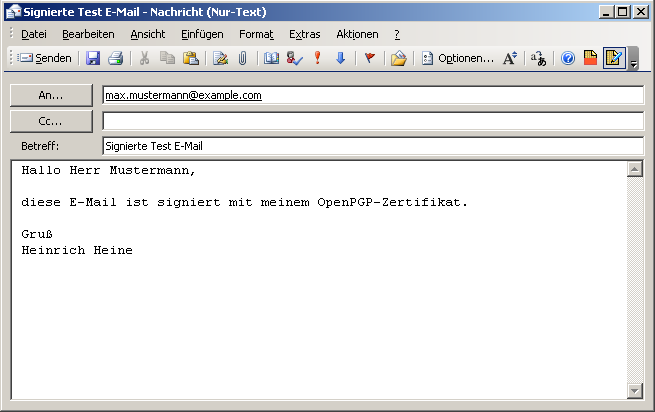 Signierte Test E-Mail - Nachricht (Nur-Text)
Datei Bearbeiten Ansicht Einfügen Format Extras Aktionen ?
Senden Optionen...
An... max.mustermann@example.com
Cc...
Betreff: Signierte Test E-Mail
Hallo Herr Mustermann,
diese E-Mail ist signiert mit meinem OpenPGP-Zertifikat.
Gruß
Heinrich Heine